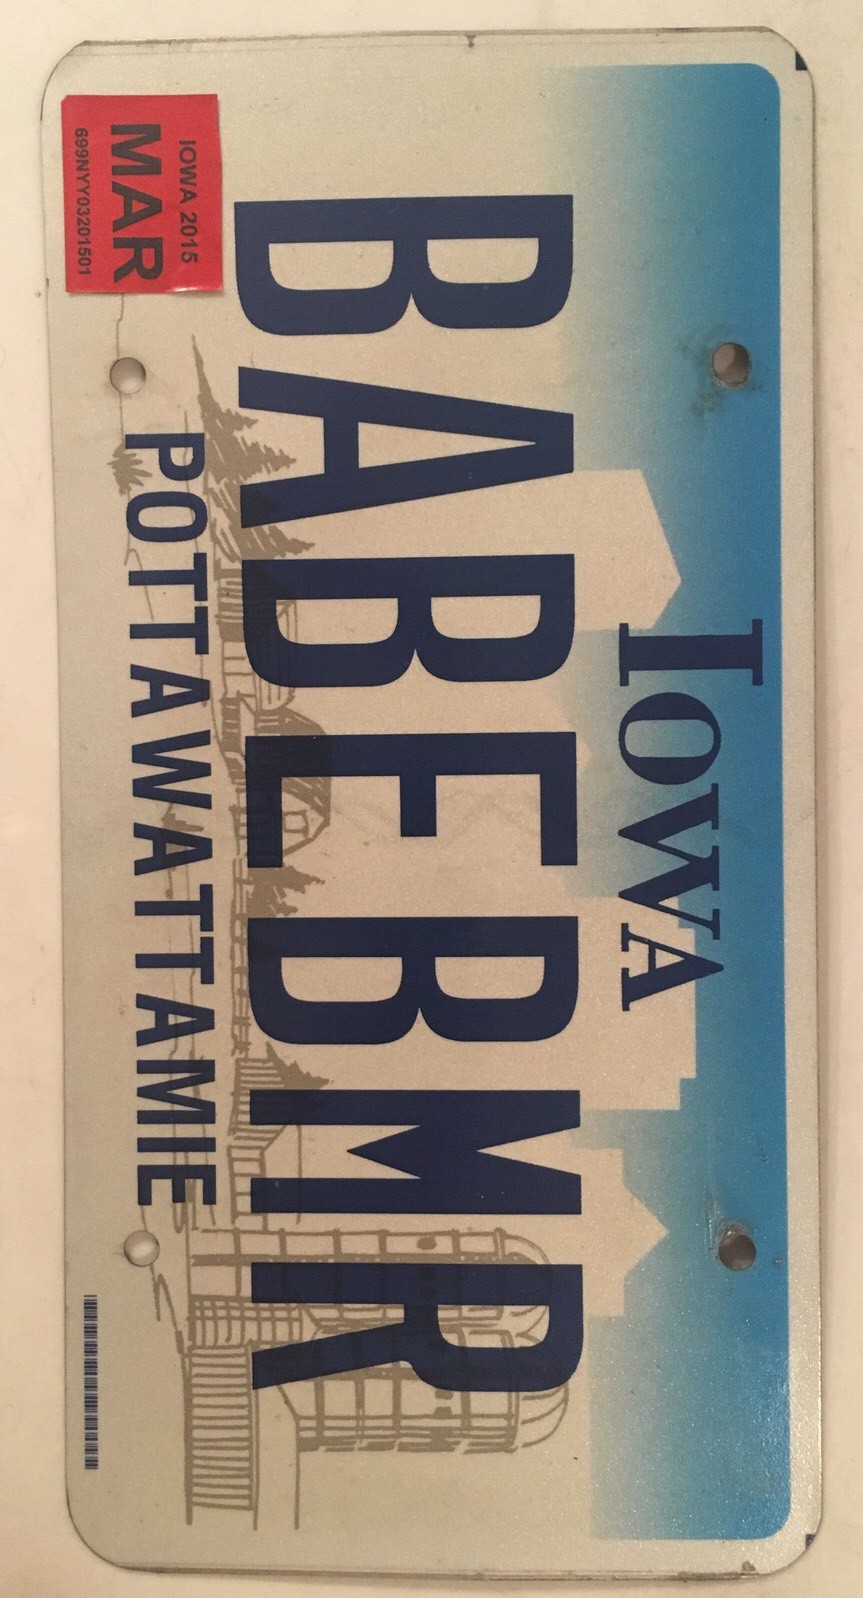 IOWA
BABEBMR
IOWA 2015
MAR
699NYY03201501
POTTAWATTAMIE